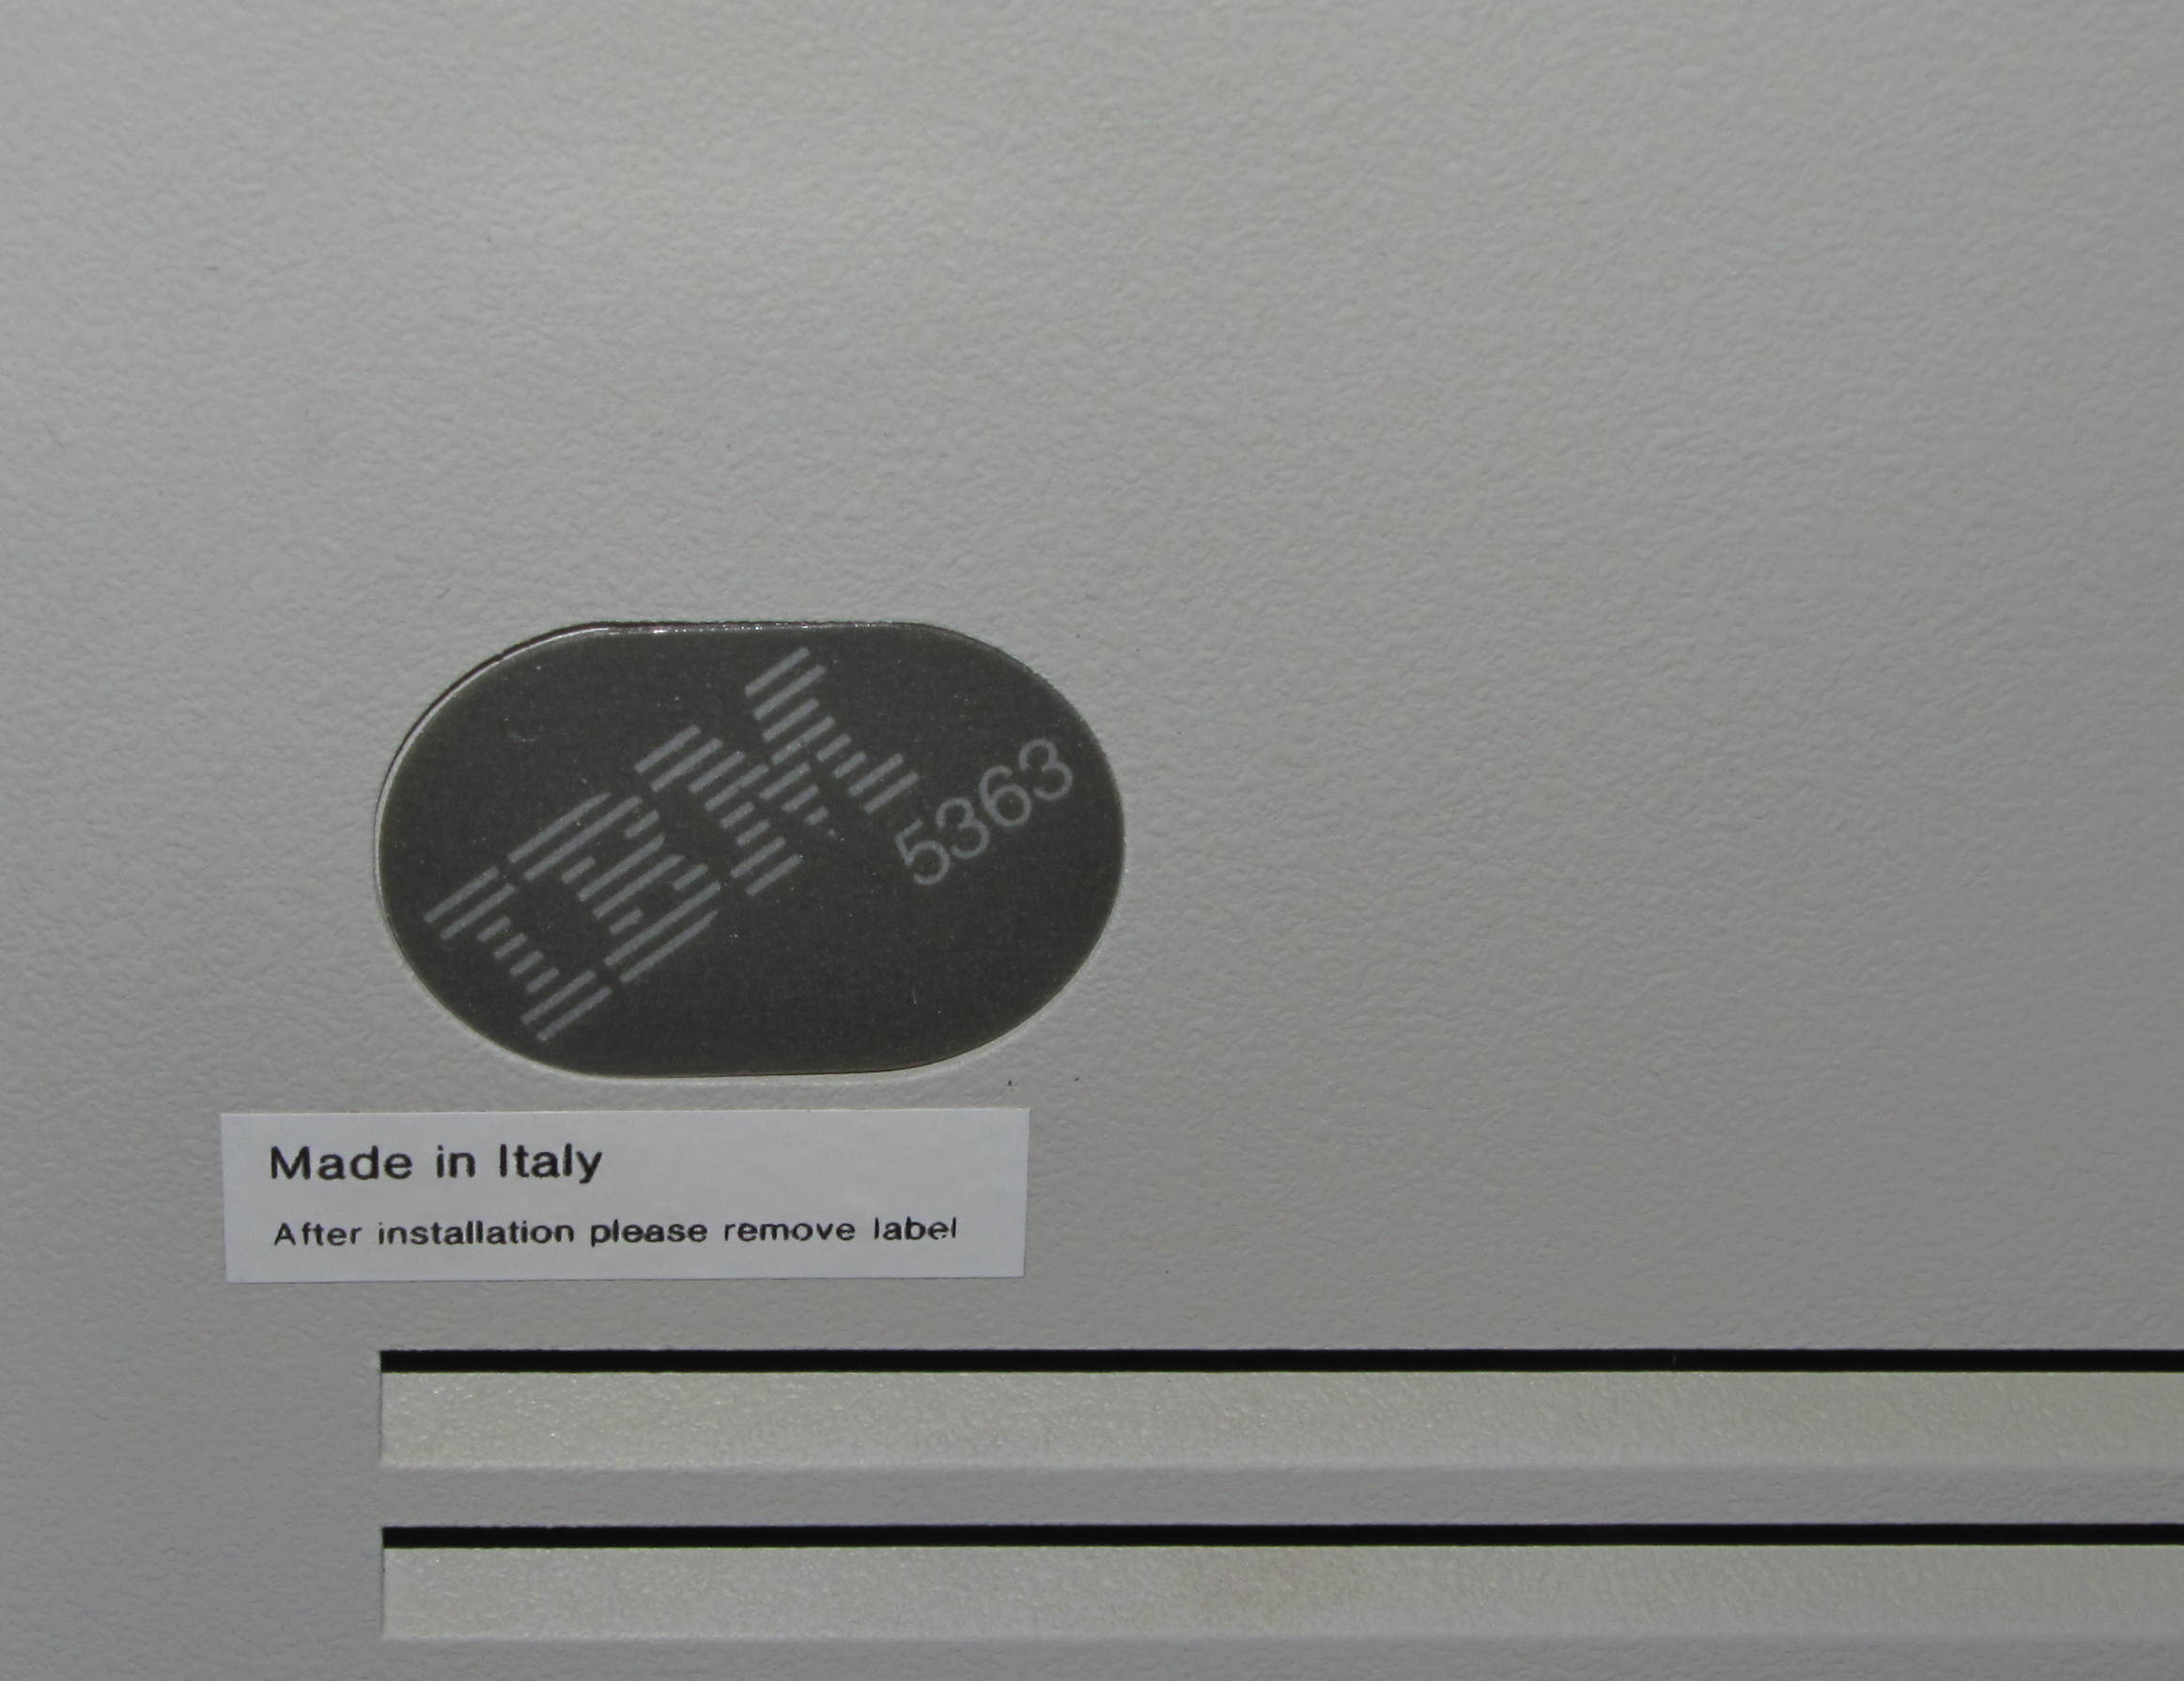 IBM
5363
Made in Italy
After installation please remove label